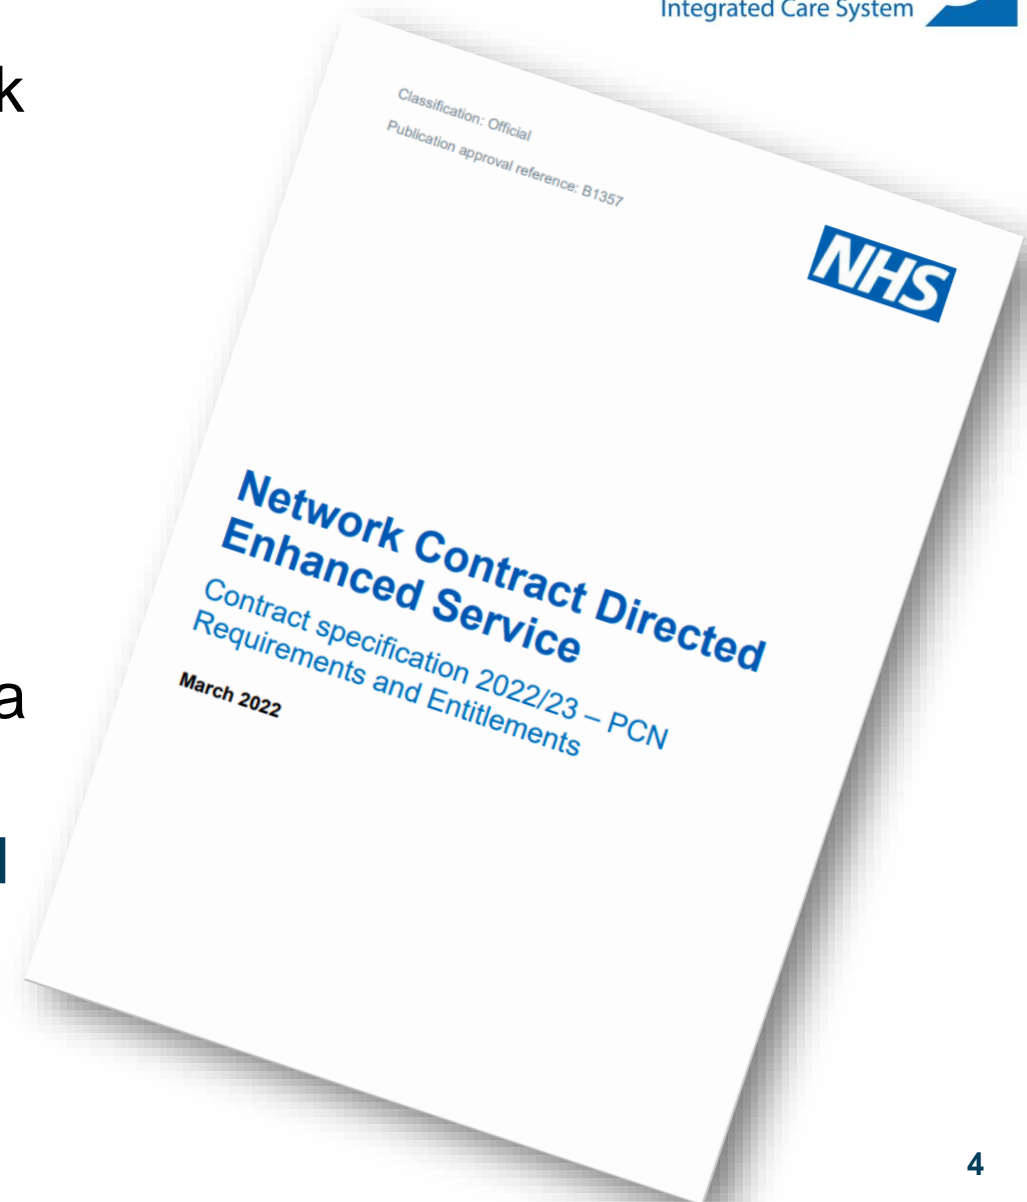 Integrated Care System
k
Classification: Official
Publication approval reference: B1357
NHS
Network Contract Directed
Enhanced Service
Contract specification 2022/23 – PCN
Requirements and Entitlements
March 2022
a
4